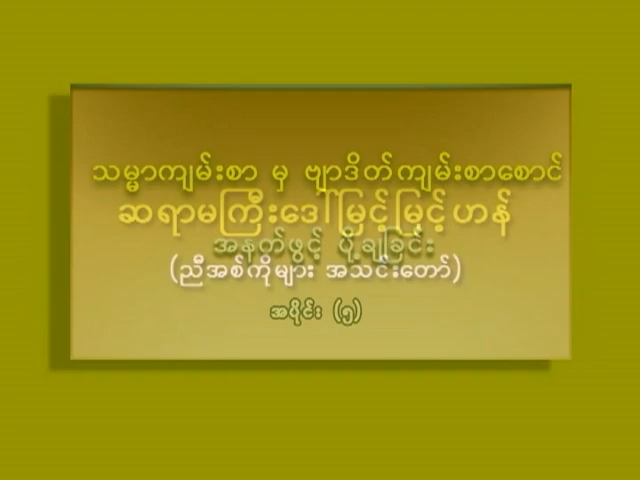 သမ္မာကျမ်းစာ မှ ဗျာဒိတ်ကျမ်းစာစောင်
ဆရာမကြီးဒေါ်မြင့်မြင့်ဟန်
အနက်ဖွင့် ပို့ချခြင်း
(ညီအစ်ကိုများ အသင်းတော်)
အပိုင်း (၅)